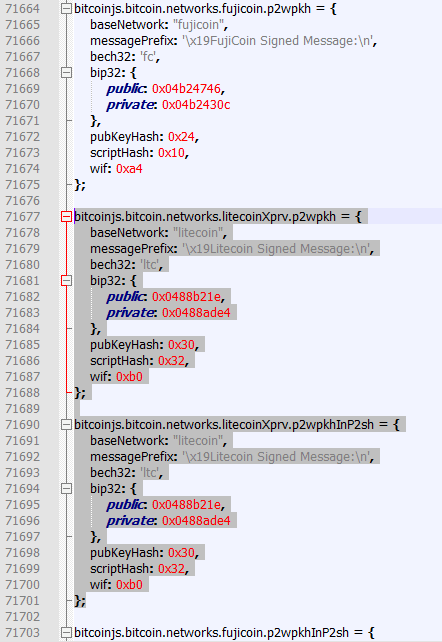 71664 bitcoinjs.bitcoin.networks.fujicoin.p2wpkh = {
71665 baseNetwork: "fujicoin",
71666 messagePrefix: '\x19FujiCoin Signed Message:\n',
71667 bech32: 'fc',
71668 bip32: {
71669 public: 0x04b24746,
71670 private: 0x04b2430c
71671 },
71672 pubKeyHash: 0x24,
71673 scriptHash: 0x10,
71674 wif: 0xa4
71675 };
71676
71677 bitcoinjs.bitcoin.networks.litecoinXprv.p2wpkh = {
71678 baseNetwork: "litecoin",
71679 messagePrefix: '\x19Litecoin Signed Message:\n',
71680 bech32: 'ltc',
71681 bip32: {
71682 public: 0x0488b21e,
71683 private: 0x0488ade4
71684 },
71685 pubKeyHash: 0x30,
71686 scriptHash: 0x32,
71687 wif: 0xb0
71688 };
71689
71690 bitcoinjs.bitcoin.networks.litecoinXprv.p2wpkhInP2sh = {
71691 baseNetwork: "litecoin",
71692 messagePrefix: '\x19Litecoin Signed Message:\n',
71693 bech32: 'ltc',
71694 bip32: {
71695 public: 0x0488b21e,
71696 private: 0x0488ade4
71697 },
71698 pubKeyHash: 0x30,
71699 scriptHash: 0x32,
71700 wif: 0xb0
71701 };
71702
71703 bitcoinjs.bitcoin.networks.fujicoin.p2wpkhInP2sh = {